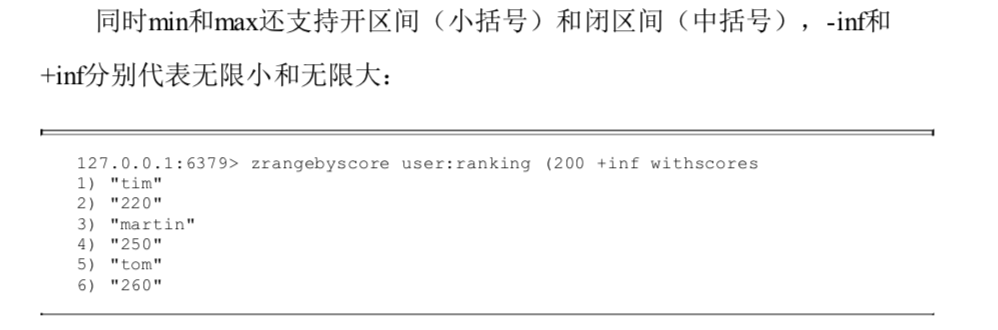 同时min和max还支持开区间（小括号）和闭区间（中括号），-inf和
+inf分别代表无限小和无限大：
127.0.0.1:6379> zrangebyscore user:ranking (200 +inf withscores
1) "tim"
2) "220"
3) "martin"
4) "250"
5) "tom"
6) "260"